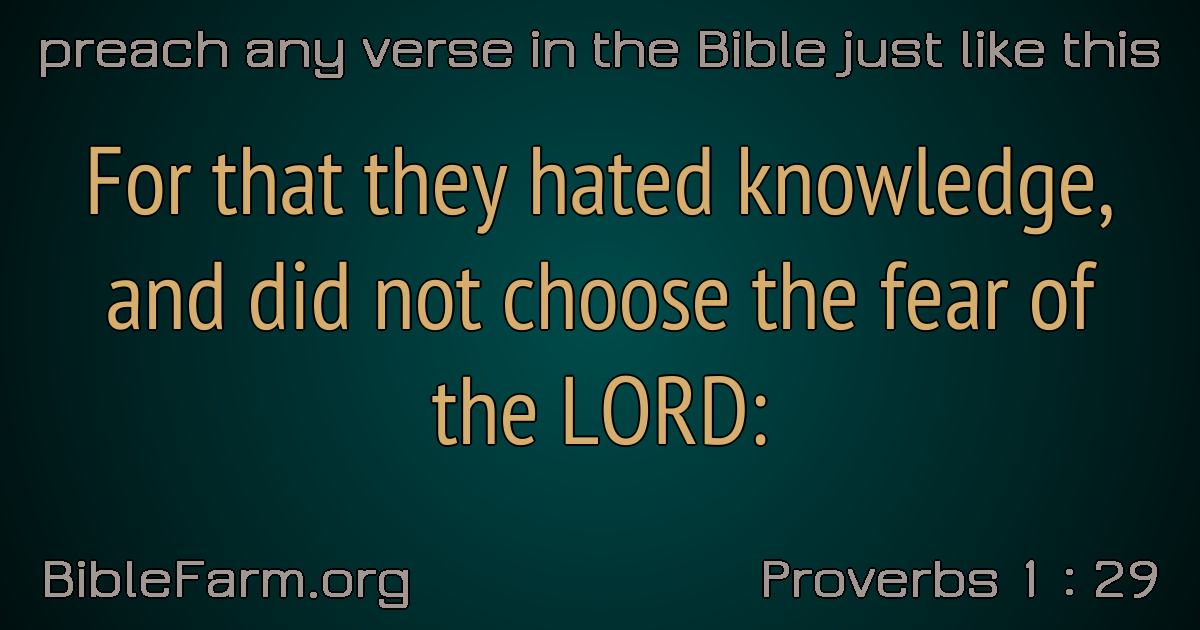 preach any verse in the Bible just like this
For that they hated knowledge,
and did not choose the fear of
the LORD:
BibleFarm.org
Proverbs 1 : 29